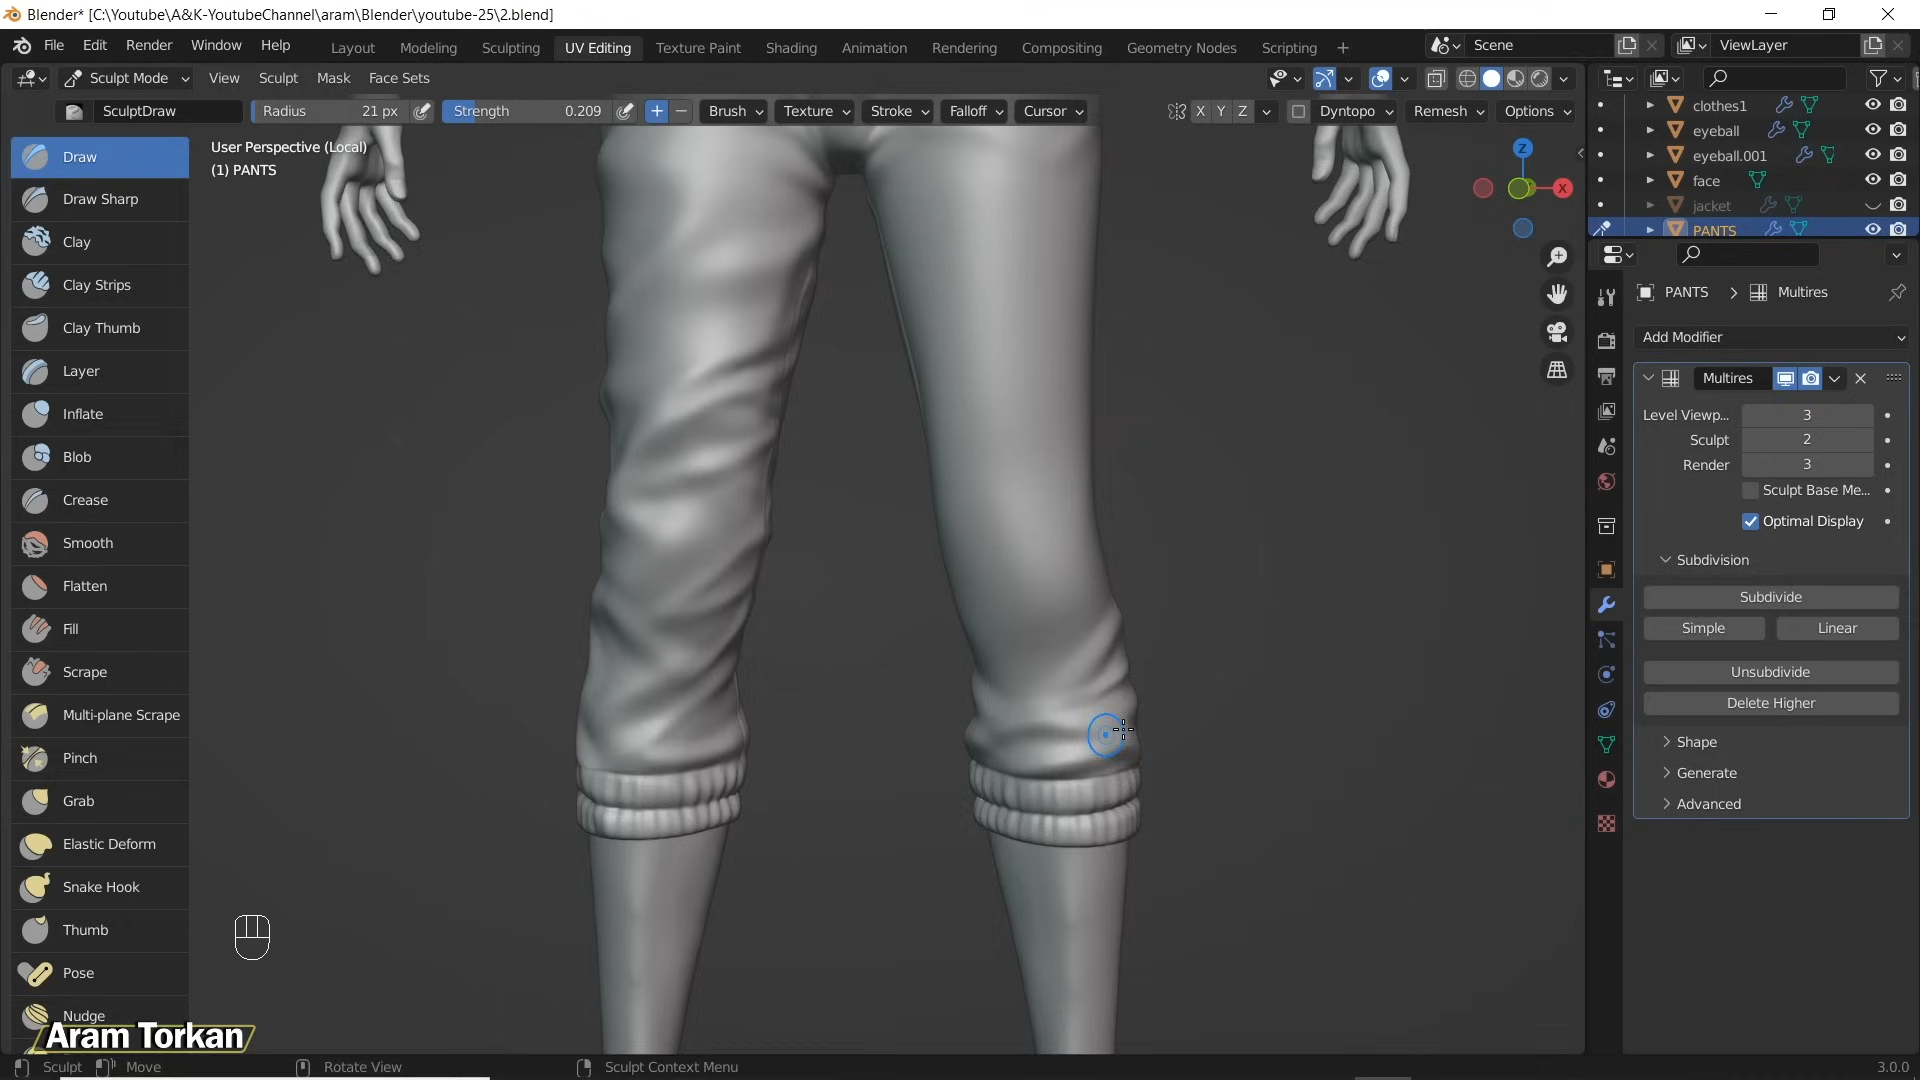 Blender* [C:\Youtube\A&K-YoutubeChannel\aram\Blender\youtube-25\2.blend]
File Edit Render Window Help Layout Modeling Sculpting UV Editing Texture Paint Shading Animation Rendering Compositing Geometry Nodes Scripting + Scene ViewLayer
Sculpt Mode View Sculpt Mask Face Sets
SculptDraw Radius 21 px Strength 0.209 + − Brush Texture Stroke Falloff Cursor X Y Z Dyntopo Remesh Options
User Perspective (Local)
(1) PANTS
Draw
Draw Sharp
Clay
Clay Strips
Clay Thumb
Layer
Inflate
Blob
Crease
Smooth
Flatten
Fill
Scrape
Multi-plane Scrape
Pinch
Grab
Elastic Deform
Snake Hook
Thumb
Pose
Nudge
Aram Torkan
Z
X
clothes1
eyeball
eyeball.001
face
jacket
PANTS
PANTS > Multires
Add Modifier
Multires
Level Viewp... 3
Sculpt 2
Render 3
Sculpt Base Me...
Optimal Display
Subdivision
Subdivide
Simple Linear
Unsubdivide
Delete Higher
Shape
Generate
Advanced
Sculpt Move Rotate View Sculpt Context Menu 3.0.0